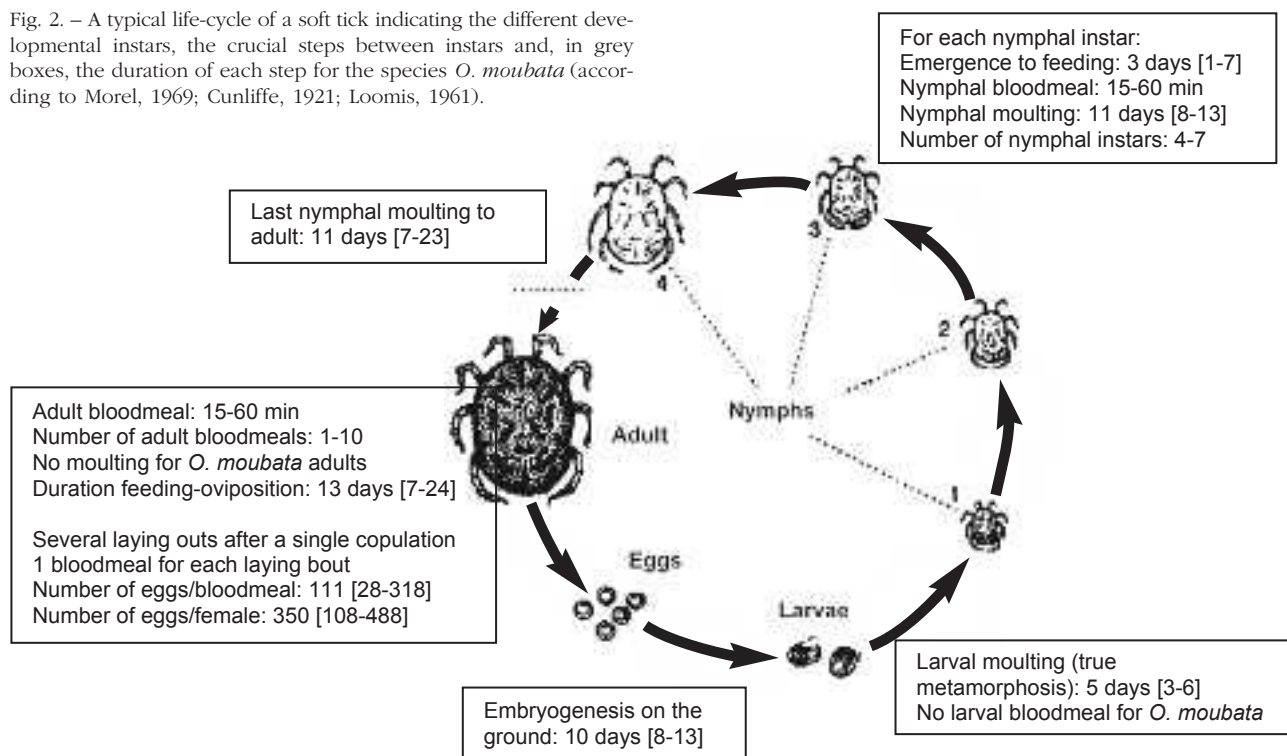 Fig. 2. – A typical life-cycle of a soft tick indicating the different deve-
lopmental instars, the crucial steps between instars and, in grey
boxes, the duration of each step for the species O. moubata (accor-
ding to Morel, 1969; Cunliffe, 1921; Loomis, 1961).
For each nymphal instar:
Emergence to feeding: 3 days [1-7]
Nymphal bloodmeal: 15-60 min
Nymphal moulting: 11 days [8-13]
Number of nymphal instars: 4-7
Last nymphal moulting to
adult: 11 days [7-23]
3
4
2
Nymphs
1
Adult bloodmeal: 15-60 min
Number of adult bloodmeals: 1-10
No moulting for O. moubata adults
Duration feeding-oviposition: 13 days [7-24]
Several laying outs after a single copulation
1 bloodmeal for each laying bout
Number of eggs/bloodmeal: 111 [28-318]
Number of eggs/female: 350 [108-488]
Adult
Eggs
Larvae
Larval moulting (true
metamorphosis): 5 days [3-6]
No larval bloodmeal for O. moubata
Embryogenesis on the
ground: 10 days [8-13]